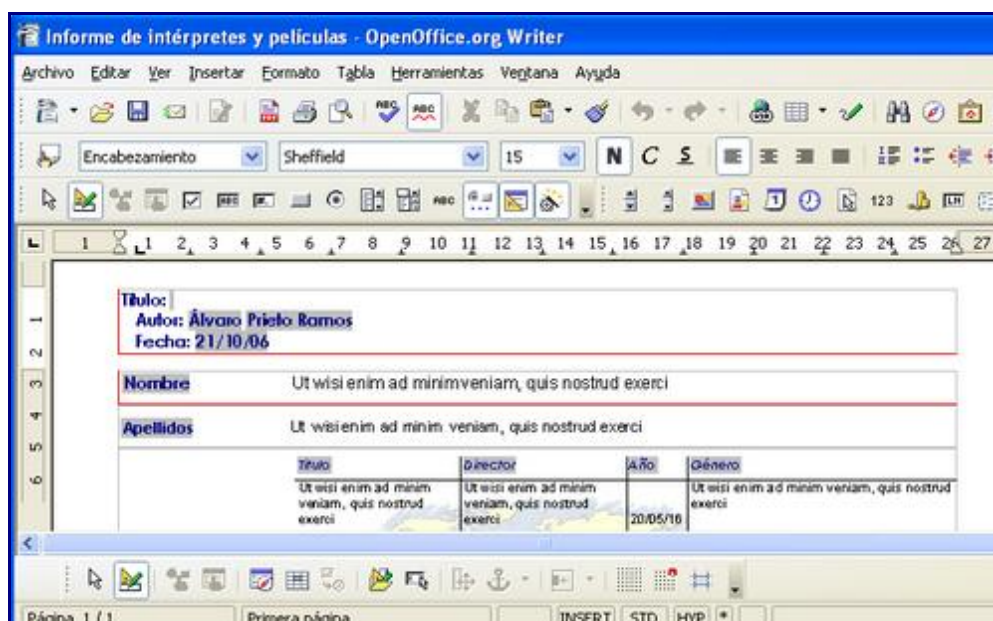 Informe de intérpretes y películas - OpenOffice.org Writer
Archivo Editar Ver Insertar Formato Tabla Herramientas Ventana Ayuda
Encabezamiento Sheffield 15 N C S
123
1 1 2 3 4 5 6 7 8 9 10 11 12 13 14 15 16 17 18 19 20 21 22 23 24 25 26 27
Título:
Autor: Álvaro Prieto Ramos
Fecha: 21/10/06
Nombre Ut wisi enim ad minim veniam, quis nostrud exerci
Apellidos Ut wisi enim ad minim veniam, quis nostrud exerci
Título Director Año Género
Ut wisi enim ad minim Ut wisi enim ad minim Ut wisi enim ad minim veniam, quis nostrud
veniam, quis nostrud veniam, quis nostrud exerci
exerci exerci 20/05/16
Página 1 / 1 Primera página INSERT STD HYP *